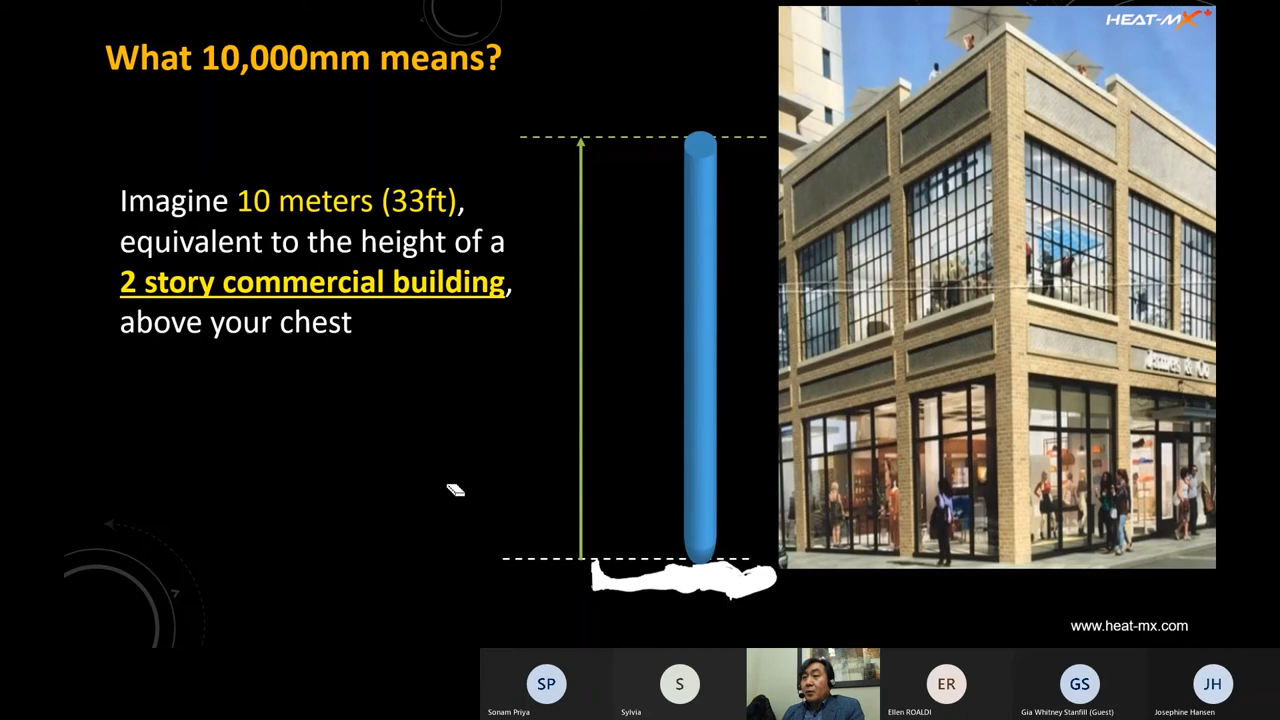 What 10,000mm means?
HEAT-MX
Imagine 10 meters (33ft),
equivalent to the height of a
2 story commercial building,
above your chest
www.heat-mx.com
SP
S
ER
GS
JH
Sonam Priya
Sylvia
Ellen ROALDI
Gia Whitney Stanfill (Guest)
Josephine Hansen